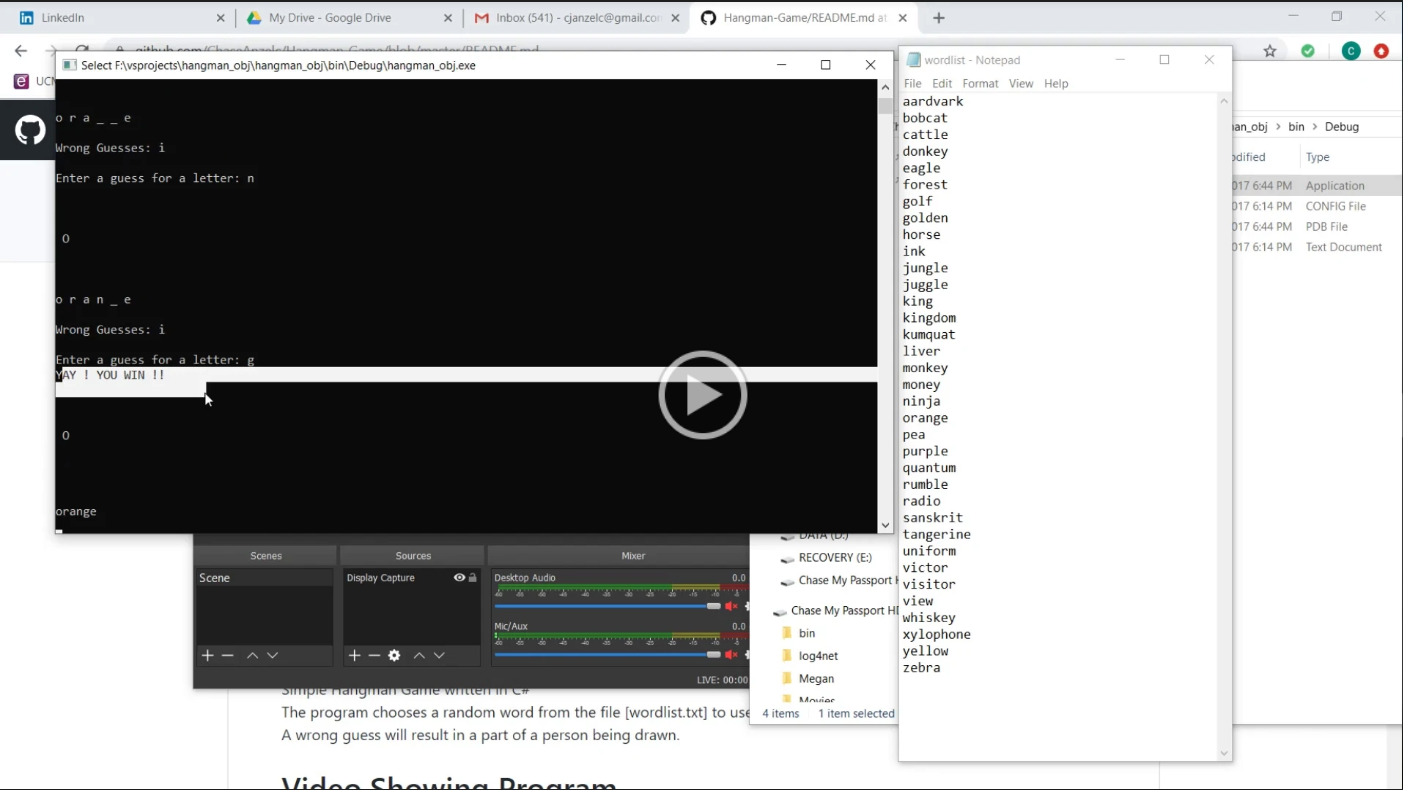 LinkedIn
My Drive - Google Drive
Inbox (541) - cjanzelc@gmail.com
Hangman-Game/README.md at
github.com/ChaseAnzelc/Hangman-Game/blob/master/README.md
Select F:\vsprojects\hangman_obj\hangman_obj\bin\Debug\hangman_obj.exe
o r a _ _ e
Wrong Guesses: i
Enter a guess for a letter: n
O
o r a n _ e
Wrong Guesses: i
Enter a guess for a letter: g
YAY ! YOU WIN !!
O
orange
wordlist - Notepad
File Edit Format View Help
aardvark
bobcat
cattle
donkey
eagle
forest
golf
golden
horse
ink
jungle
juggle
king
kingdom
kumquat
liver
monkey
money
ninja
orange
pea
purple
quantum
rumble
radio
sanskrit
tangerine
uniform
victor
visitor
view
whiskey
xylophone
yellow
zebra
an_obj > bin > Debug
odified Type
017 6:44 PM Application
017 6:14 PM CONFIG File
017 6:44 PM PDB File
017 6:14 PM Text Document
Scenes Sources Mixer
Scene
Display Capture
Desktop Audio 0.0
Mic/Aux 0.0
LIVE: 00:00
DATA (D:)
RECOVERY (E:)
Chase My Passport H
Chase My Passport HD
bin
log4net
Megan
Movies
4 items 1 item selected
Simple Hangman Game written in C#
The program chooses a random word from the file [wordlist.txt] to use
A wrong guess will result in a part of a person being drawn.
Video Showing Program